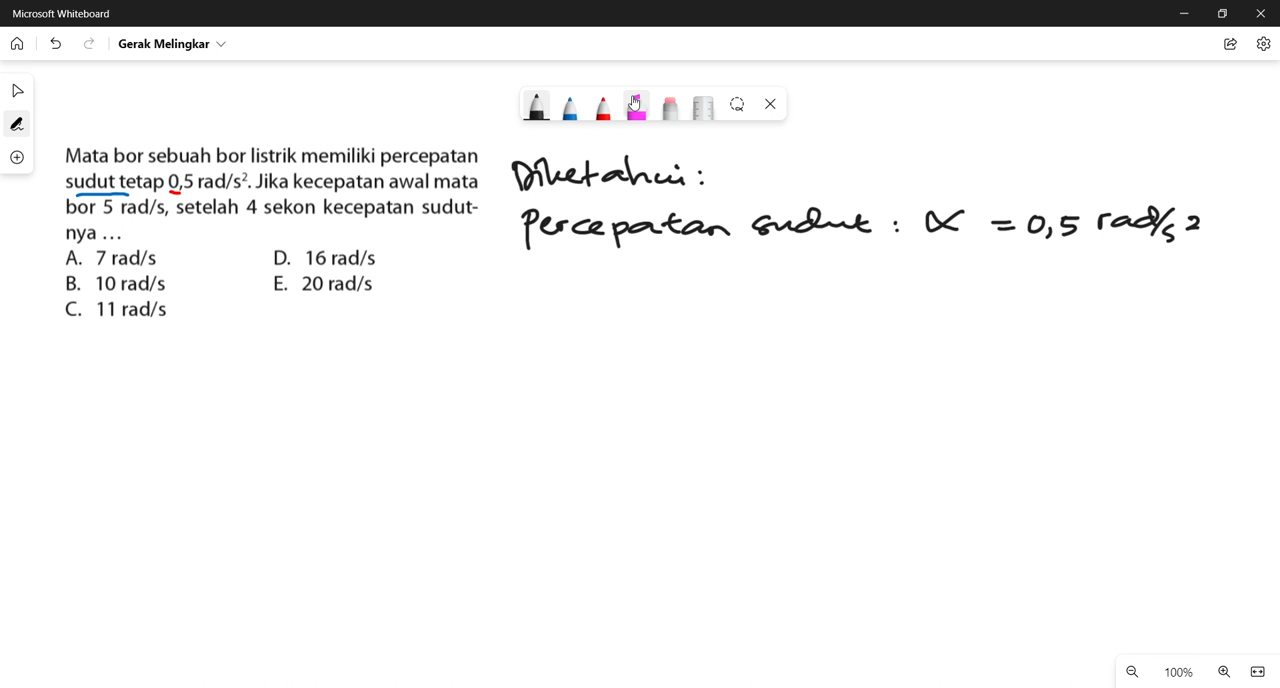 Microsoft Whiteboard
Gerak Melingkar
Mata bor sebuah bor listrik memiliki percepatan
sudut tetap 0,5 rad/s². Jika kecepatan awal mata
bor 5 rad/s, setelah 4 sekon kecepatan sudut-
nya ...
A. 7 rad/s
B. 10 rad/s
C. 11 rad/s
D. 16 rad/s
E. 20 rad/s
Diketahui :
Percepatan sudut : α = 0,5 rad/s 2
100%